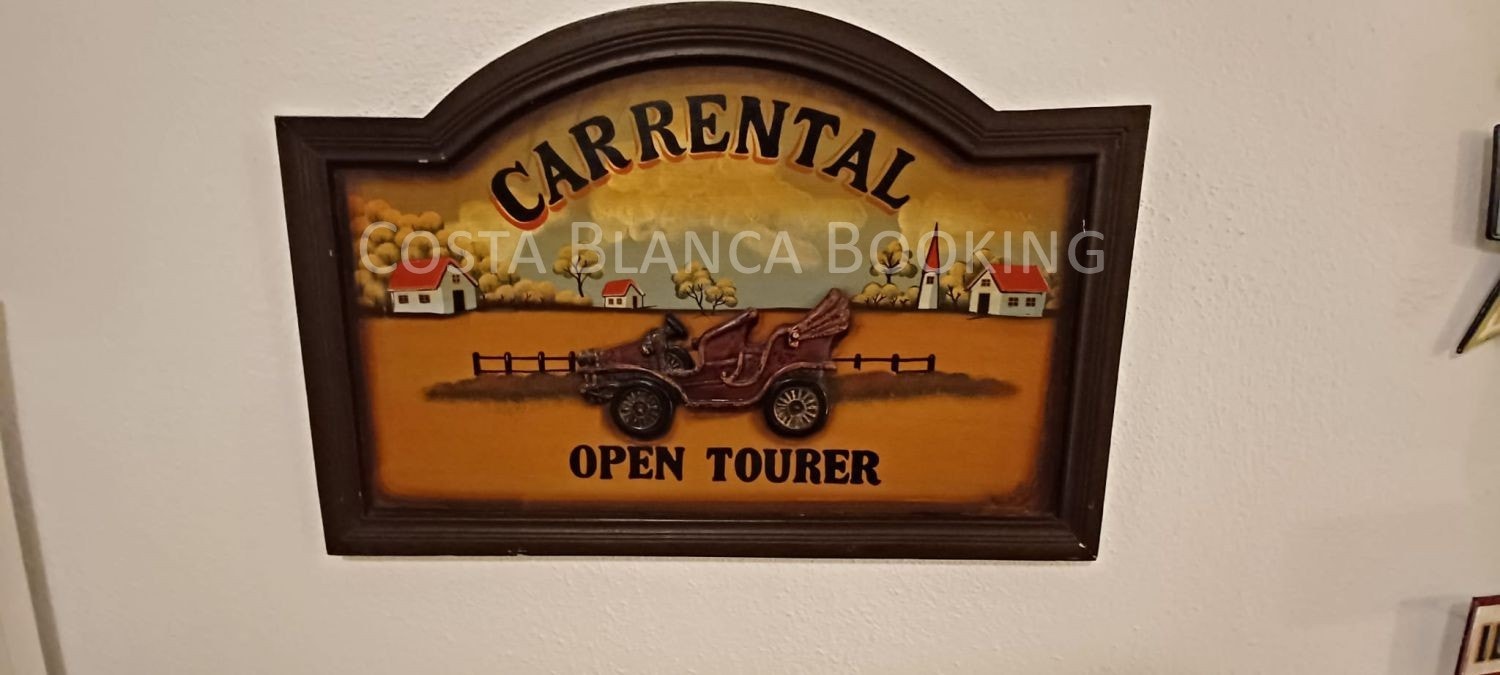 CARRENTAL
COSTA BLANCA BOOKING
OPEN TOURER